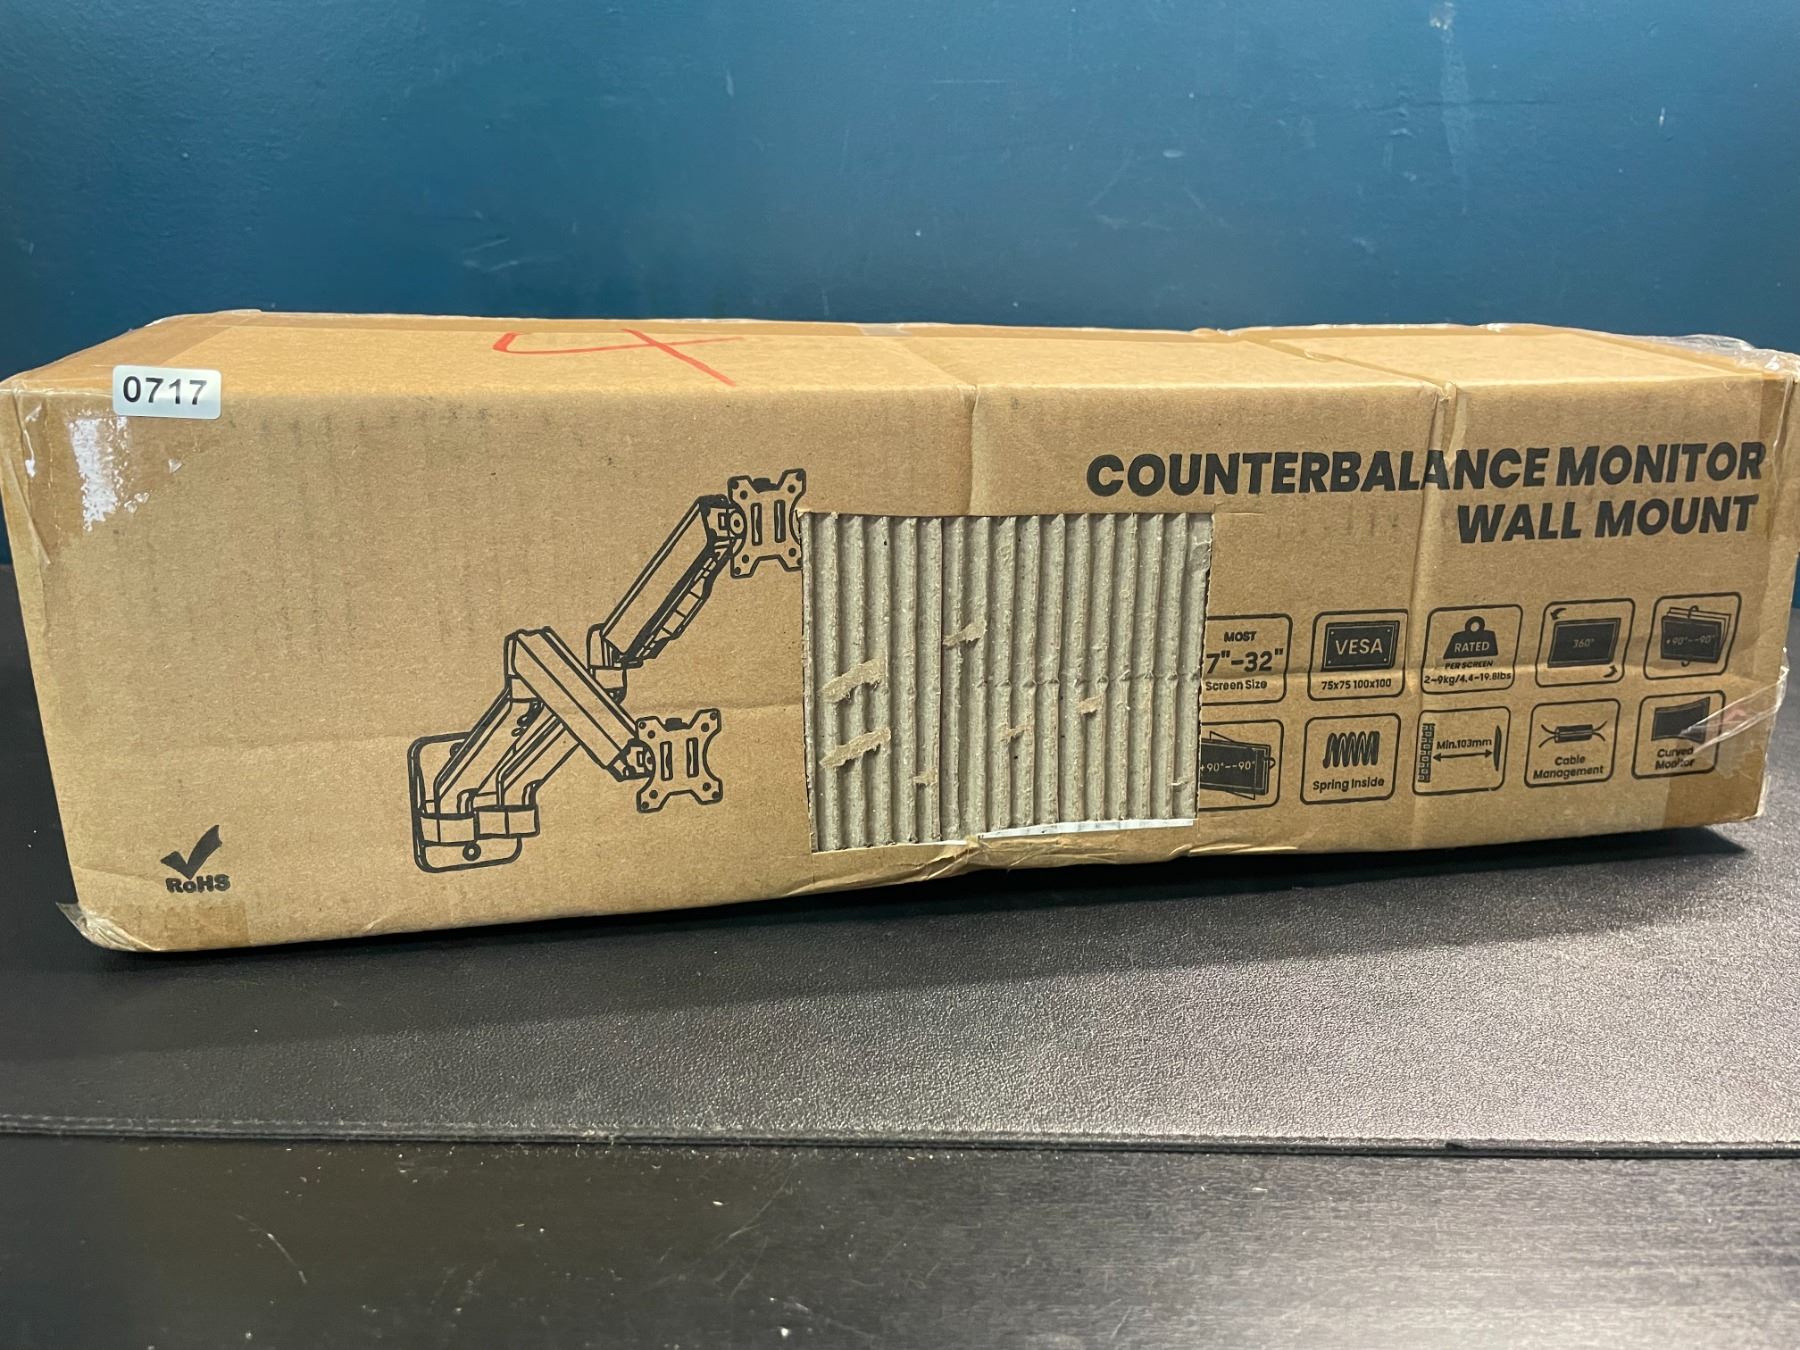 0717
COUNTERBALANCE MONITOR
WALL MOUNT
MOST
7"-32"
Screen Size
VESA
75x75 100x100
RATED
PER SCREEN
2~9kg/4.4-19.8lbs
360°
+90°--90°
+90°--90°
Spring Inside
Min.103mm
Cable
Management
Curved
Monitor
RoHS